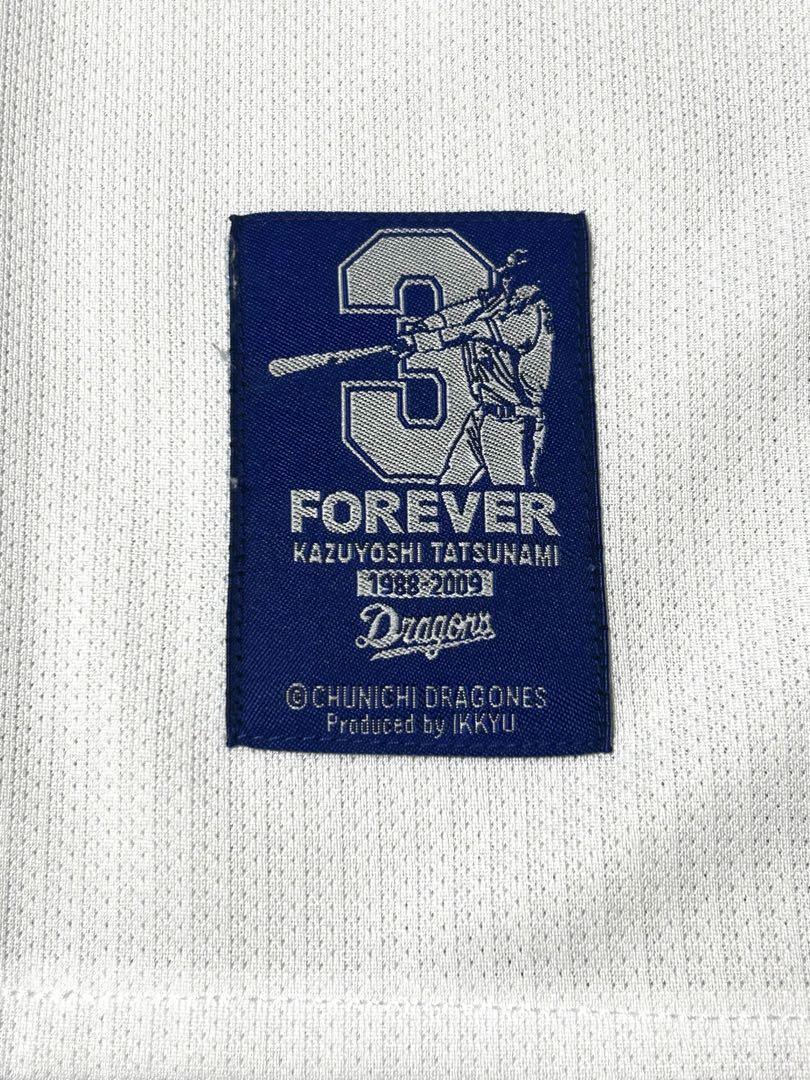 3
FOREVER
KAZUYOSHI TATSUNAMI
1988-2009
Dragons
©CHUNICHI DRAGONES
Produced by IKKYU